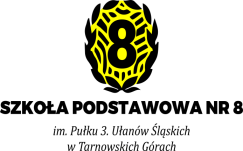 8
SZKOŁA PODSTAWOWA NR 8
im. Pułku 3. Ułanów Śląskich
w Tarnowskich Górach